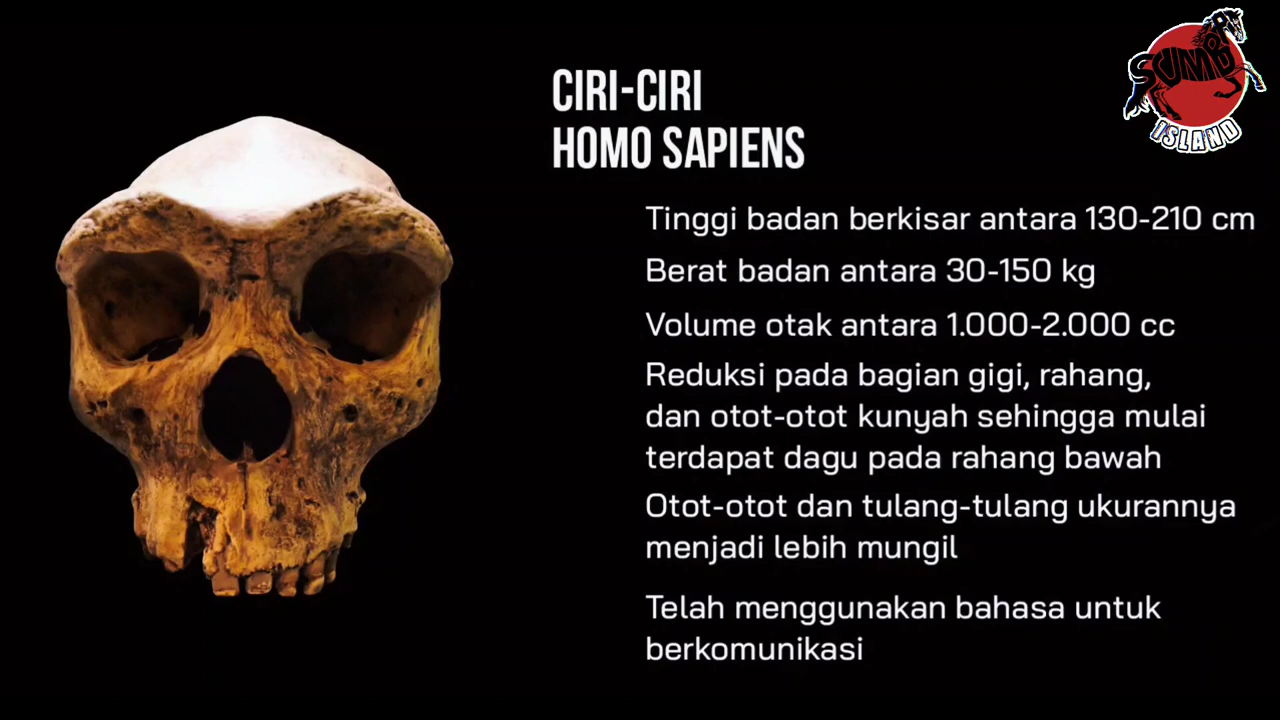 CIRI-CIRI
HOMO SAPIENS
SUMBA
ISLAND
Tinggi badan berkisar antara 130-210 cm
Berat badan antara 30-150 kg
Volume otak antara 1.000-2.000 cc
Reduksi pada bagian gigi, rahang,
dan otot-otot kunyah sehingga mulai
terdapat dagu pada rahang bawah
Otot-otot dan tulang-tulang ukurannya
menjadi lebih mungil
Telah menggunakan bahasa untuk
berkomunikasi